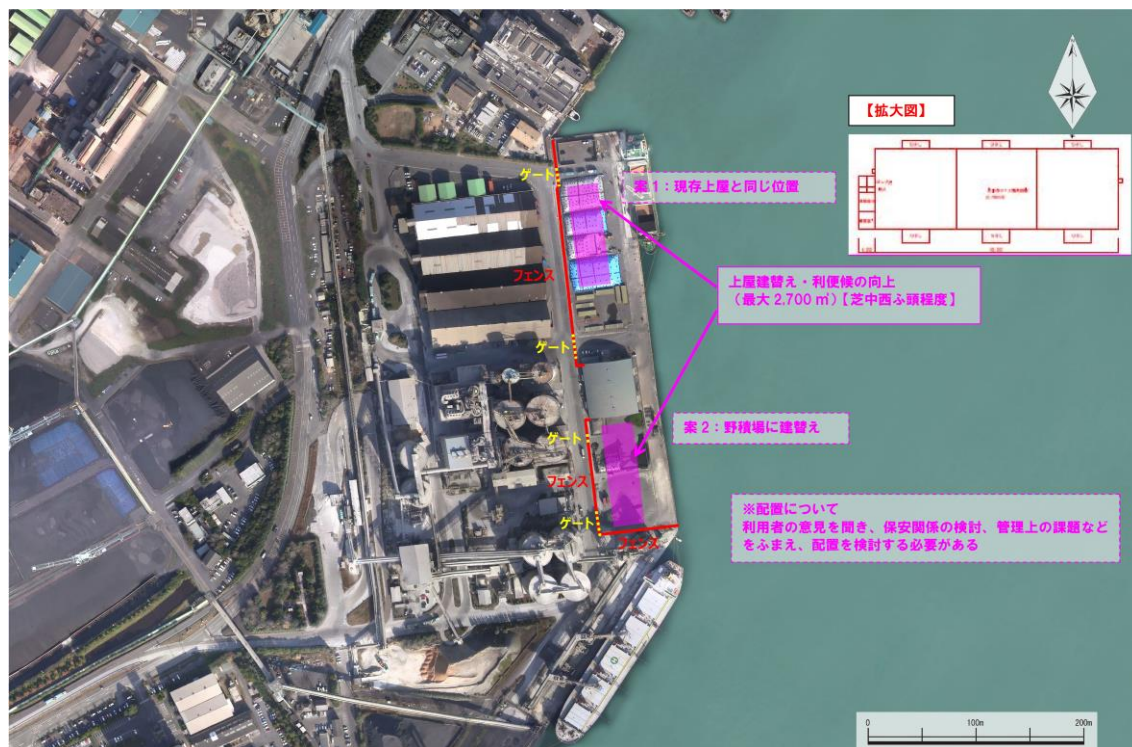 【拡大図】
ゲート
案1：現存上屋と同じ位置
フェンス
上屋建替え・利便候の向上
（最大 2,700 ㎡）【芝中西ふ頭程度】
ゲート
案2：野積場に建替え
ゲート
フェンス
※配置について
利用者の意見を聞き、保安関係の検討、管理上の課題など
をふまえ、配置を検討する必要がある
ゲート
フェンス
0
100m
200m